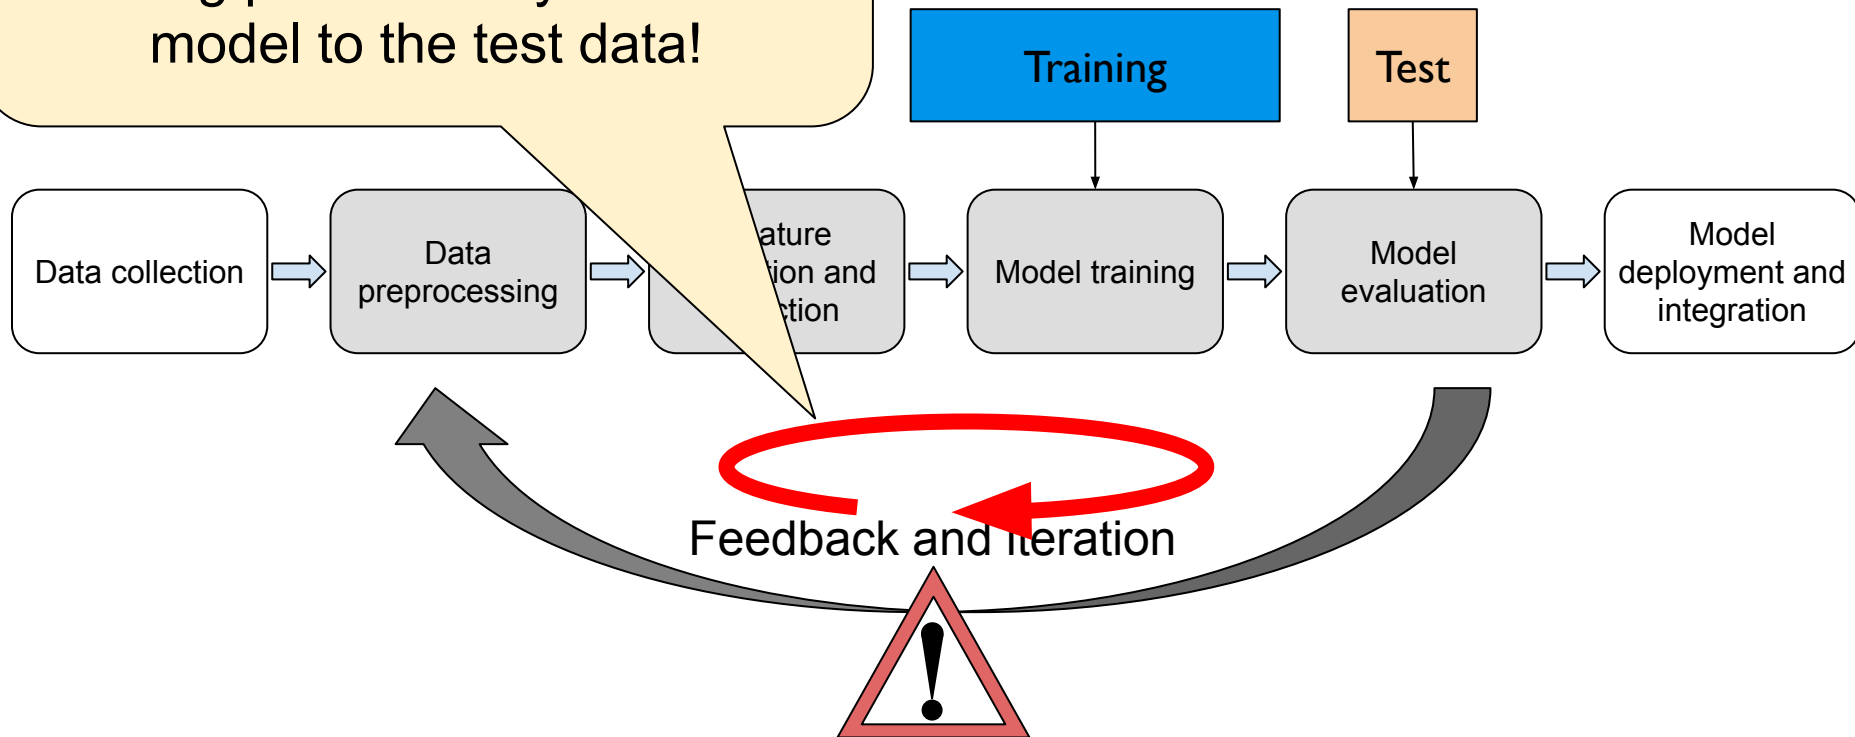 model to the test data!
Training
Test
Data collection
Data
preprocessing
ature
ion and
ction
Model training
Model
evaluation
Model
deployment and
integration
Feedback and iteration